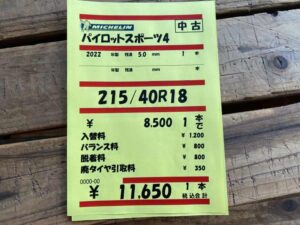 MICHELIN 中古
パイロットスポーツ4
2022 年製 残溝 5.0 mm 1 本
年製 残溝 mm 本
215/40R18
¥ 8.500 1本で
入替料 ¥ 1,200
バランス料 ¥ 800
脱着料 ¥ 800
廃タイヤ引取料 ¥ 350
0000-00
¥ 11,650 1本
税込合計